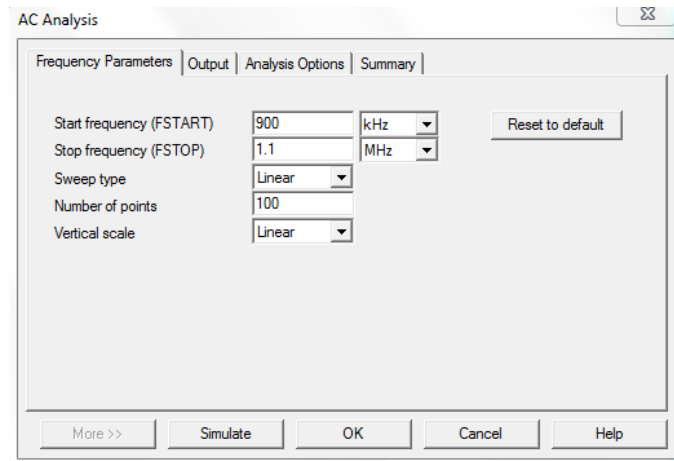 AC Analysis
Frequency Parameters Output Analysis Options Summary
Start frequency (FSTART) 900 kHz Reset to default
Stop frequency (FSTOP) 1.1 MHz
Sweep type Linear
Number of points 100
Vertical scale Linear
More >> Simulate OK Cancel Help